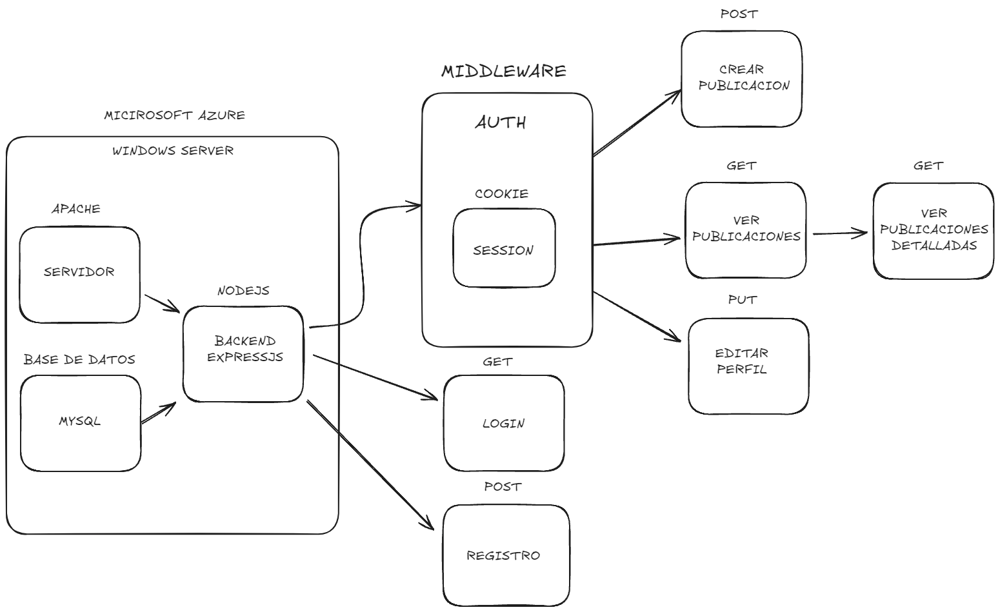 MICIROSOFT AZURE
WINDOWS SERVER
APACHE
SERVIDOR
BASE DE DATOS
MYSQL
NODEJS
BACKEND
EXPRESSJS
MIDDLEWARE
AUTH
COOKIE
SESSION
GET
LOGIN
POST
REGISTRO
POST
CREAR
PUBLICACION
GET
VER
PUBLICACIONES
GET
VER
PUBLICACIONES
DETALLADAS
PUT
EDITAR
PERFIL